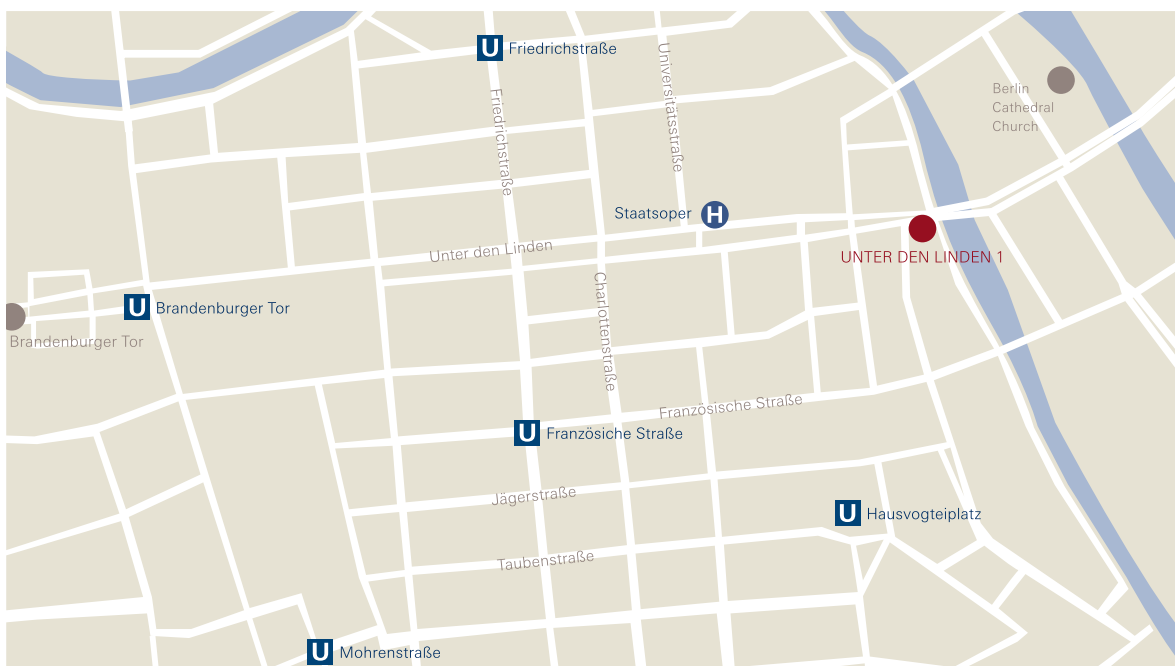 U Friedrichstraße
Universitätsstraße
Friedrichstraße
Berlin
Cathedral
Church
Staatsoper H
Unter den Linden
UNTER DEN LINDEN 1
U Brandenburger Tor
Brandenburger Tor
Charlottenstraße
Französische Straße
U Französiche Straße
Jägerstraße
U Hausvogteiplatz
Taubenstraße
U Mohrenstraße